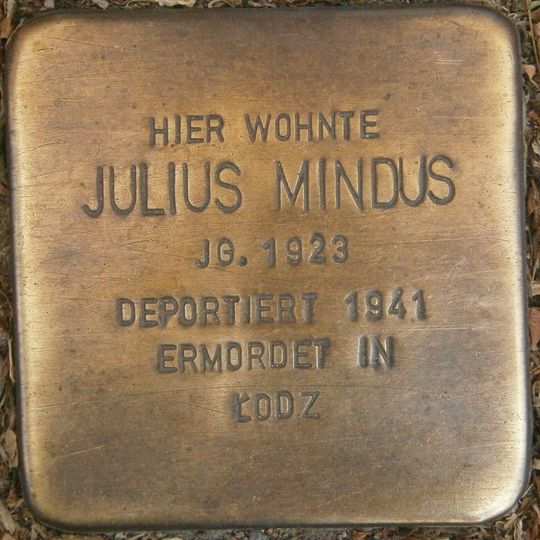 HIER WOHNTE
JULIUS MINDUS
JG. 1923
DEPORTIERT 1941
ERMORDET IN
ŁODZ